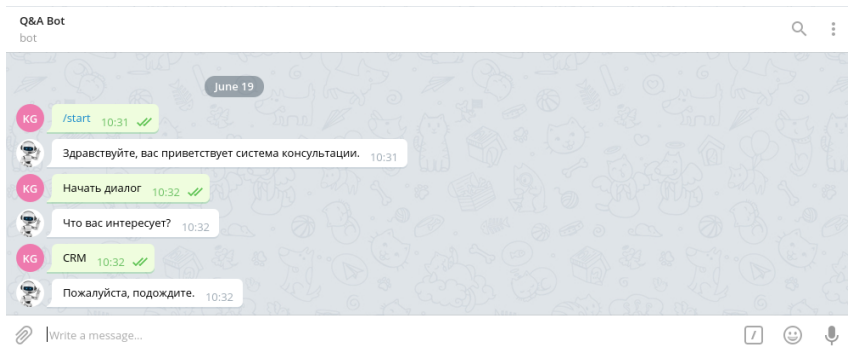 Q&A Bot
bot
June 19
KG /start 10:31
Здравствуйте, вас приветствует система консультации. 10:31
KG Начать диалог 10:32
Что вас интересует? 10:32
KG CRM 10:32
Пожалуйста, подождите. 10:32
Write a message...